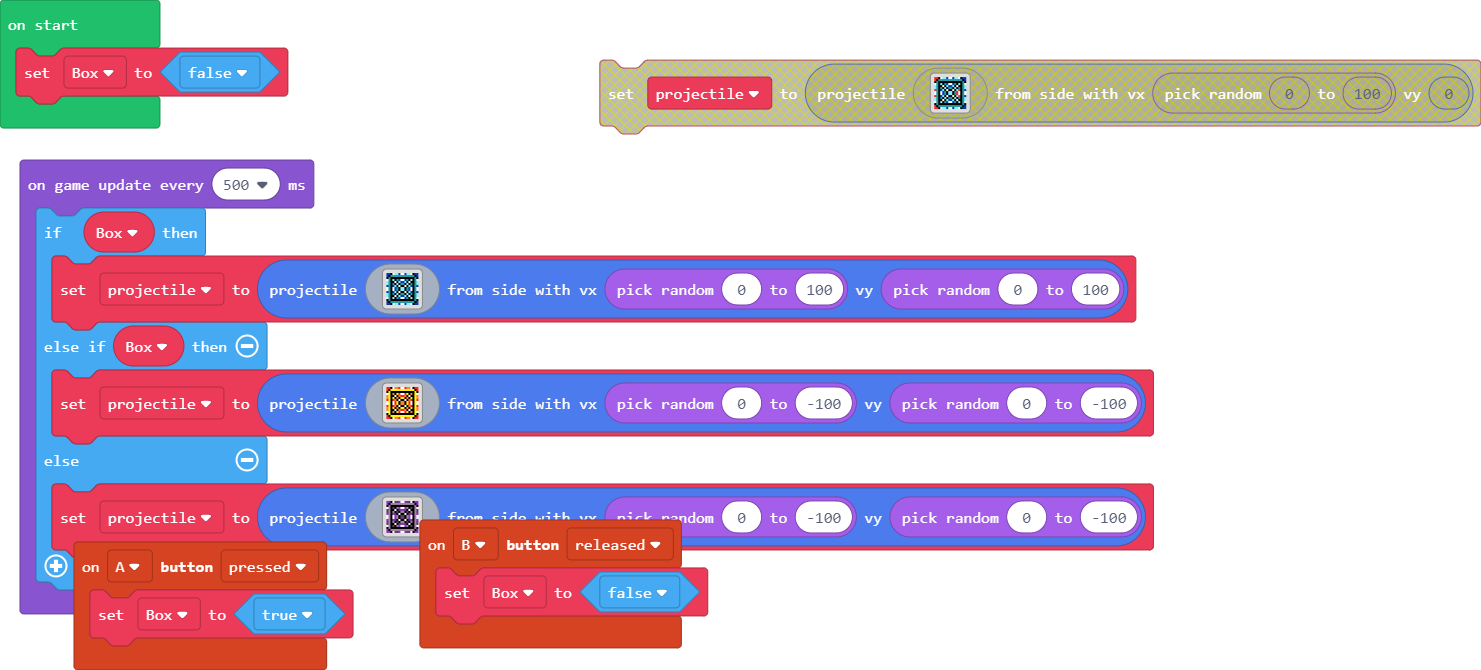 on start
set Box to false
set projectile to projectile from side with vx pick random 0 to 100 vy 0
on game update every 500 ms
if Box then
set projectile to projectile from side with vx pick random 0 to 100 vy pick random 0 to 100
else if Box then
set projectile to projectile from side with vx pick random 0 to -100 vy pick random 0 to -100
else
set projectile to projectile from side with vx pick random 0 to -100 vy pick random 0 to -100
on A button pressed
set Box to true
on B button released
set Box to false